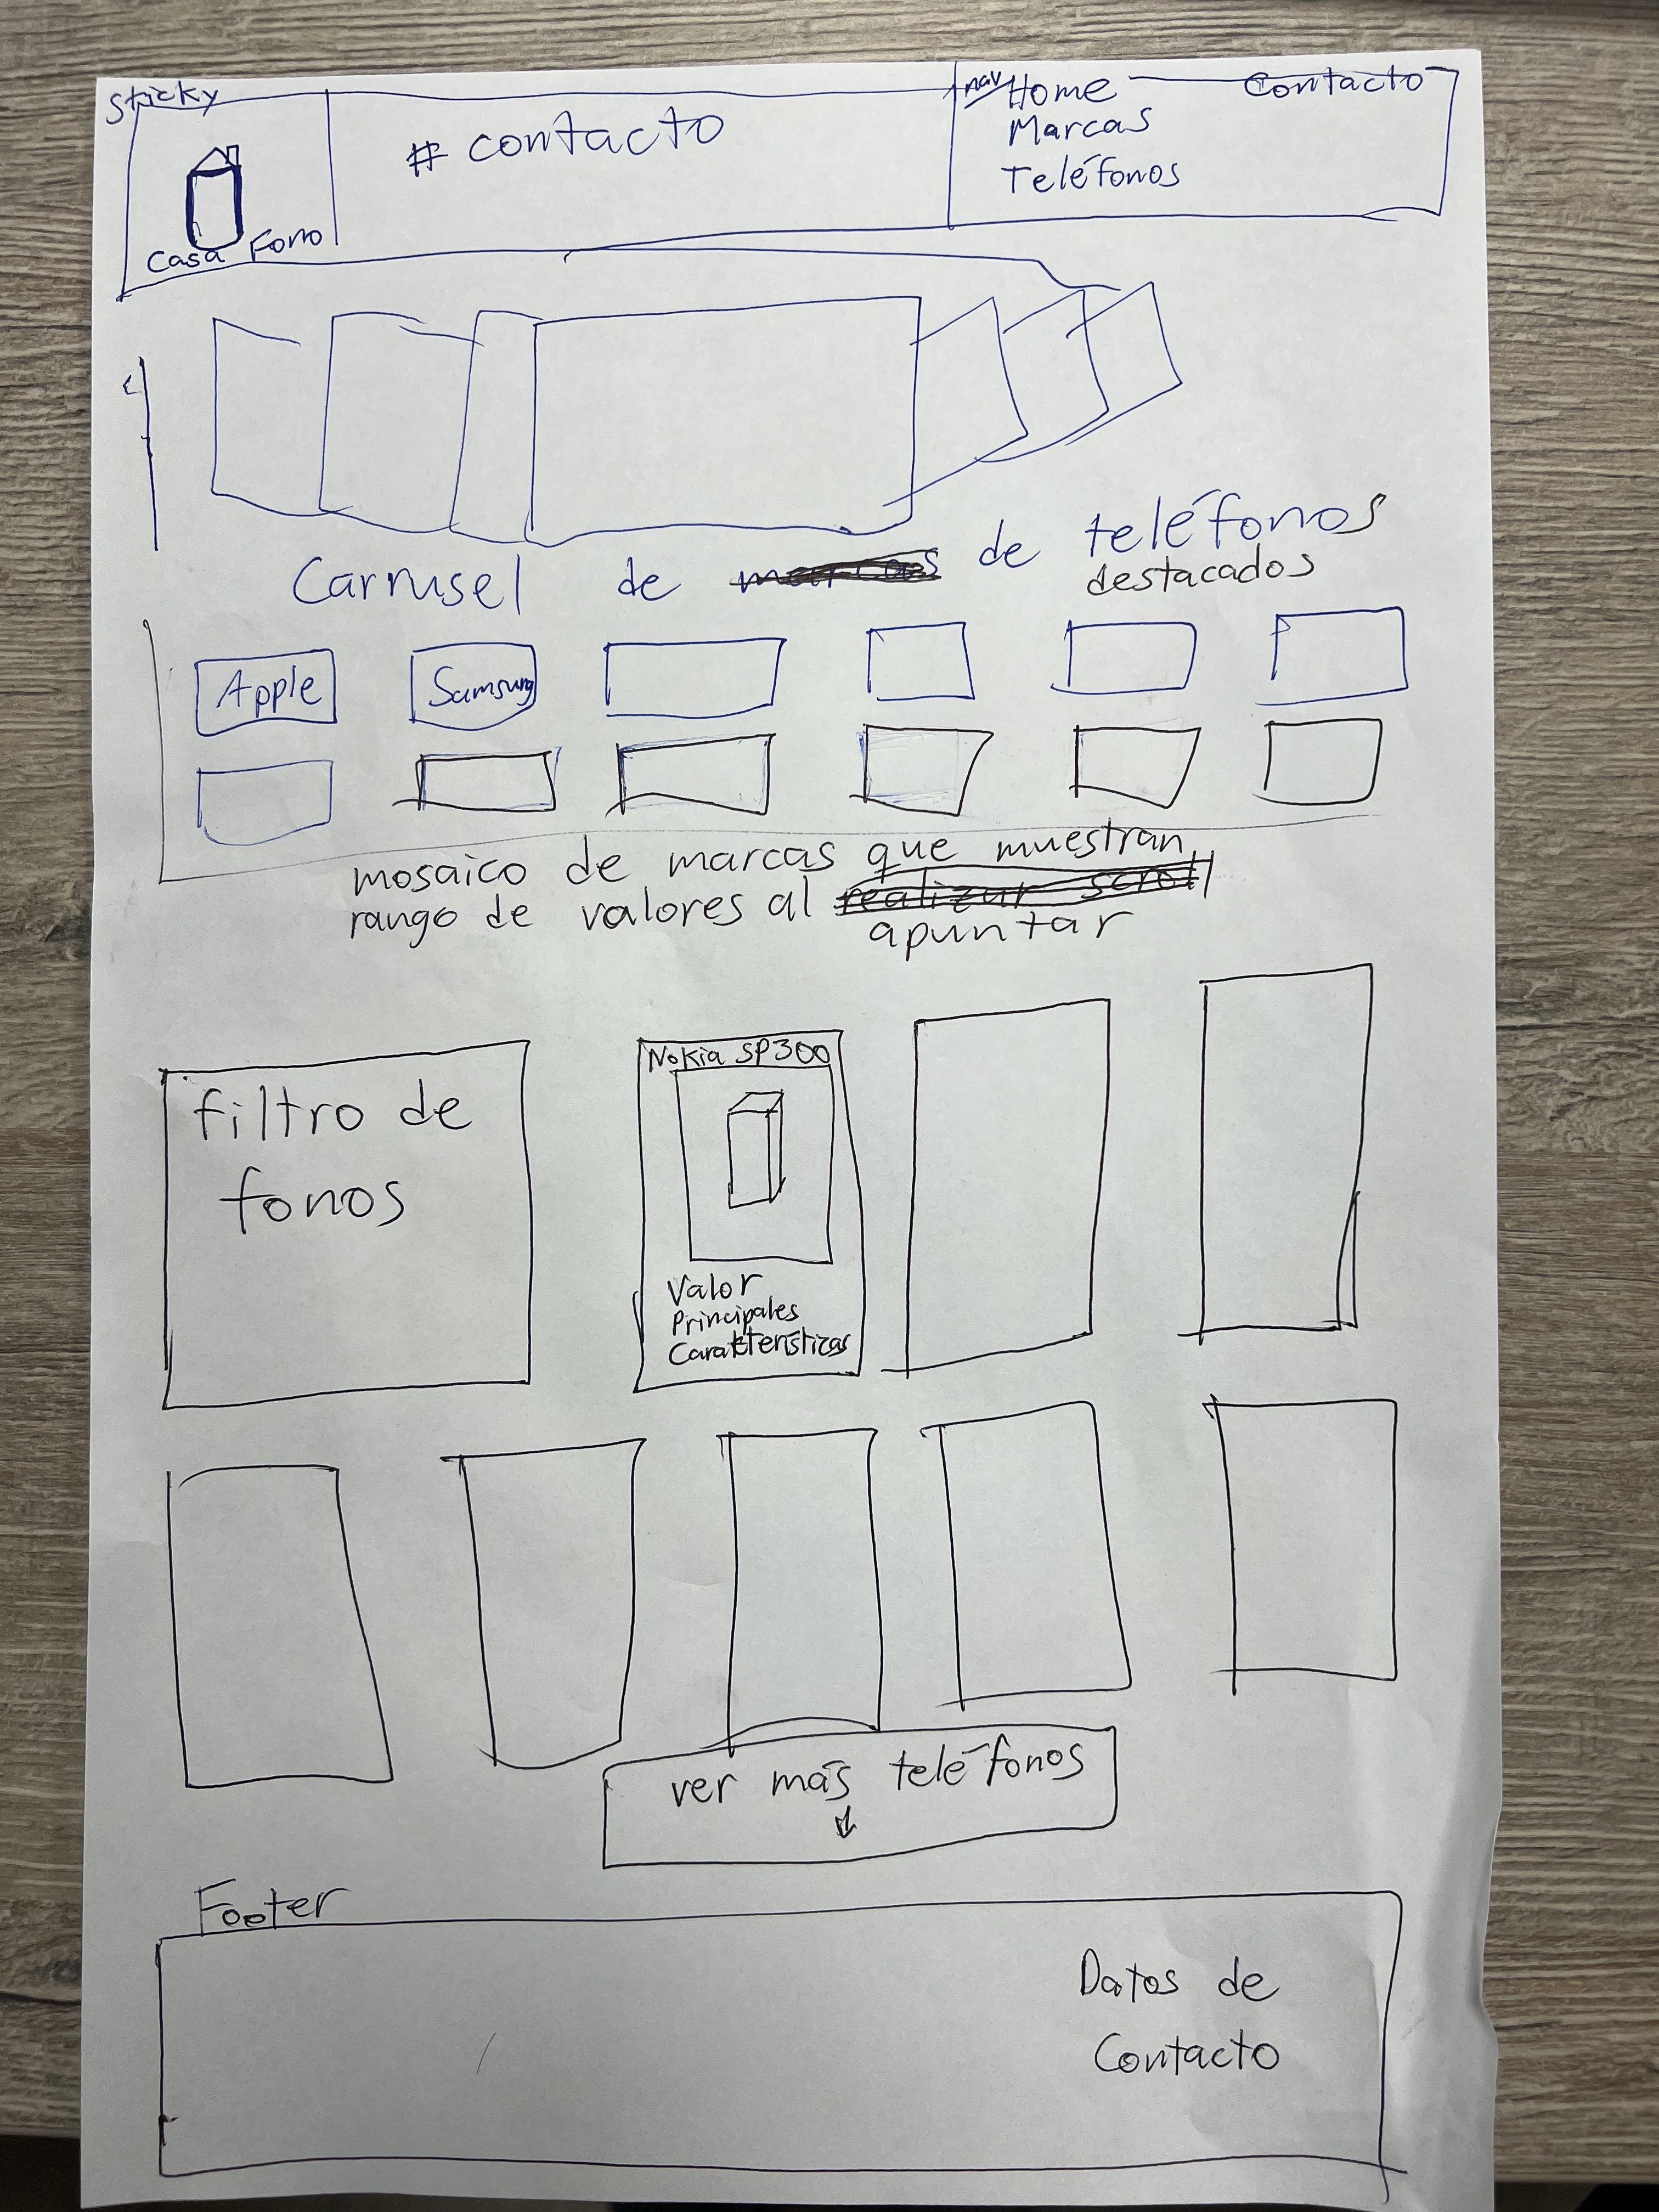 Sticky
Casa Fono
# contacto
nav
Home
Contacto
Marcas
Teléfonos
Carrusel de marcas de teléfonos
destacados
Apple
Samsung
mosaico de marcas que muestran
rango de valores al realizar scroll
apuntar
filtro de
fonos
Nokia SP300
Valor
Principales
Caraktterísticas
ver más teléfonos
Footer
Datos de
Contacto